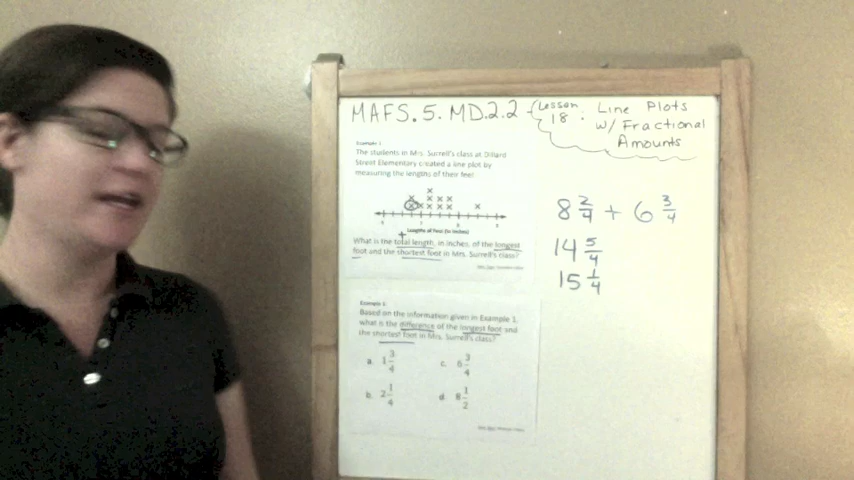 MAFS.5.MD.2.2 - Lesson 18: Line Plots
w/ Fractional
Amounts
Example 1
The students in Mrs. Surrell's class at Dillard
Street Elementary created a line plot by
measuring the lengths of their feet
Lengths of Foot (in inches)
+
What is the total length, in inches, of the longest
foot and the shortest foot in Mrs. Surrell's class?
8 2/4 + 6 3/4
14 5/4
15 1/4
Based on the information given in Example 1,
what is the difference of the longest foot and
the shortest foot in Mrs. Surrell's class?
a. 1 3/4
c. 6 3/4
b. 2 1/4
d. 8 1/2